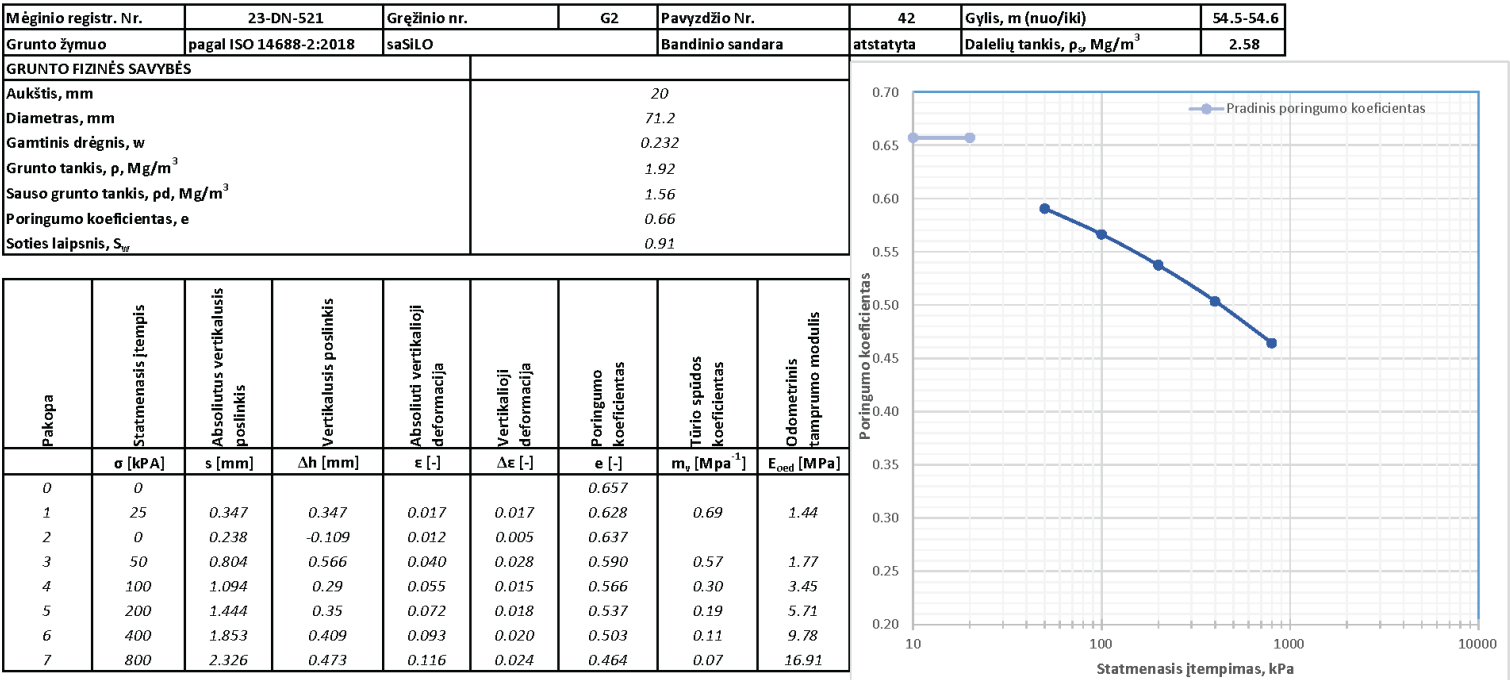 Mėginio registr. Nr. 23-DN-521 Gręžinio nr. G2 Pavyzdžio Nr. 42 Gylis, m (nuo/iki) 54.5-54.6
Grunto žymuo pagal ISO 14688-2:2018 saSiLO Bandinio sandara atstatyta Dalelių tankis, ρs, Mg/m³ 2.58
GRUNTO FIZINĖS SAVYBĖS
Aukštis, mm 20
Diametras, mm 71.2
Gamtinis drėgnis, w 0.232
Grunto tankis, ρ, Mg/m³ 1.92
Sauso grunto tankis, ρd, Mg/m³ 1.56
Poringumo koeficientas, e 0.66
Soties laipsnis, Sw 0.91
Pakopa
Statmenasis įtempis
Absoliutus vertikalusis poslinkis
Vertikalusis poslinkis
Absoliuti vertikalioji deformacija
Vertikalioji deformacija
Poringumo koeficientas
Tūrio spūdos koeficientas
Odometrinis tamprumo modulis
σ [kPA] s [mm] Δh [mm] ε [-] Δε [-] e [-] mv [Mpa⁻¹] Eoed [MPa]
0 0 0.657
1 25 0.347 0.347 0.017 0.017 0.628 0.69 1.44
2 0 0.238 -0.109 0.012 0.005 0.637
3 50 0.804 0.566 0.040 0.028 0.590 0.57 1.77
4 100 1.094 0.29 0.055 0.015 0.566 0.30 3.45
5 200 1.444 0.35 0.072 0.018 0.537 0.19 5.71
6 400 1.853 0.409 0.093 0.020 0.503 0.11 9.78
7 800 2.326 0.473 0.116 0.024 0.464 0.07 16.91
Pradinis poringumo koeficientas
0.70
0.65
0.60
0.55
0.50
0.45
0.40
0.35
0.30
0.25
0.20
Poringumo koeficientas
10 100 1000 10000
Statmenasis įtempimas, kPa